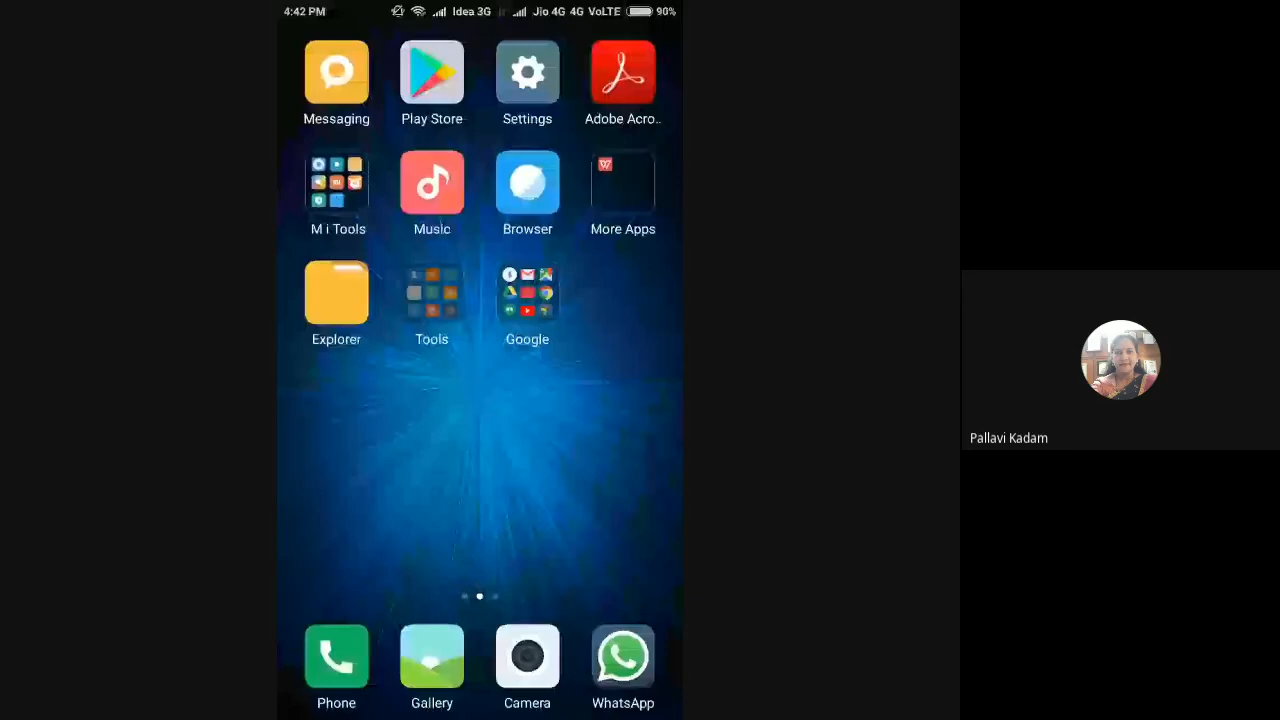 4:42 PM Idea 3G Jio 4G 4G VoLTE 90%
Messaging Play Store Settings Adobe Acro..
M i Tools Music Browser More Apps
Explorer Tools Google
Pallavi Kadam
Phone Gallery Camera WhatsApp